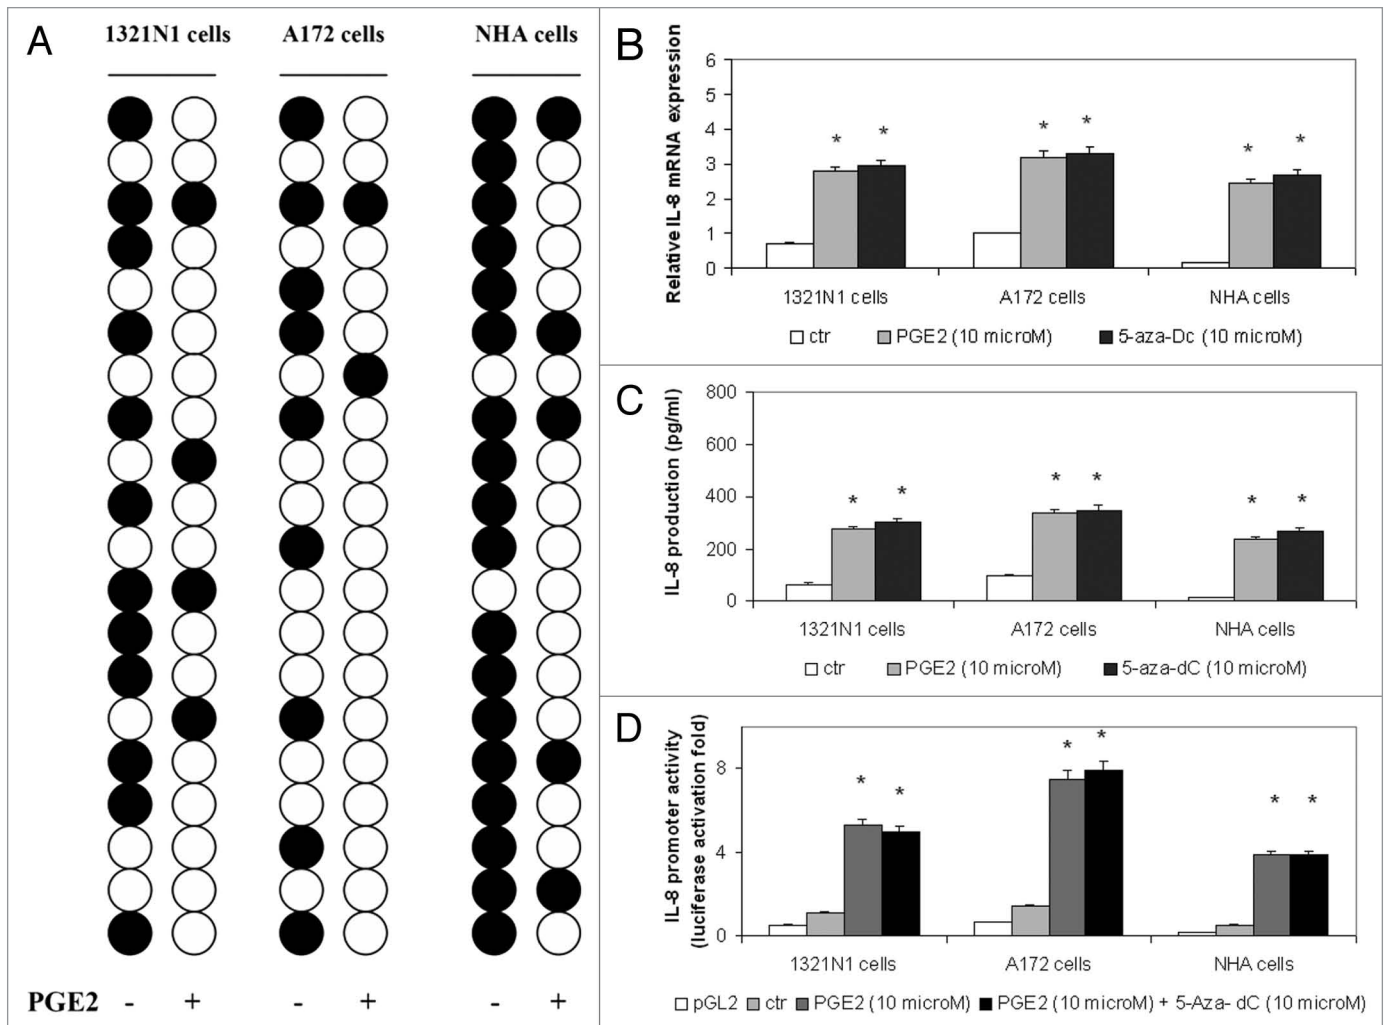 A
1321N1 cells A172 cells NHA cells
PGE2 - + - + - +
B
Relative IL-8 mRNA expression
6
5
4
3
2
1
0
* * * * * *
1321N1 cells A172 cells NHA cells
ctr PGE2 (10 microM) 5-aza-Dc (10 microM)
C
IL-8 production (pg/ml)
800
600
400
200
0
* * * * * *
1321N1 cells A172 cells NHA cells
ctr PGE2 (10 microM) 5-aza-dC (10 microM)
D
IL-8 promoter activity
(luciferase activation fold)
8
4
0
* * * * * *
1321N1 cells A172 cells NHA cells
pGL2 ctr PGE2 (10 microM) PGE2 (10 microM) + 5-Aza- dC (10 microM)